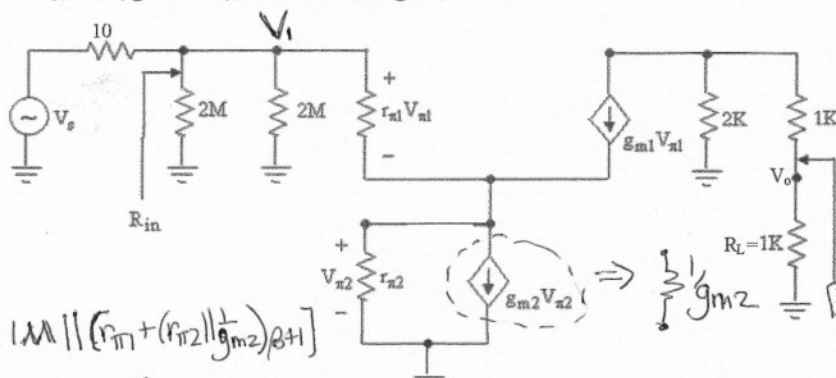 10
V₁
Vₛ
2M
2M
+
rπ1 Vπ1
−
gm1Vπ1
2K
1K
Vₒ
Rin
RL=1K
+
Vπ2
rπ2
−
gm2Vπ2
⇒
1/gm2
1M||[rπ1+(rπ2||1/gm2)β+1]